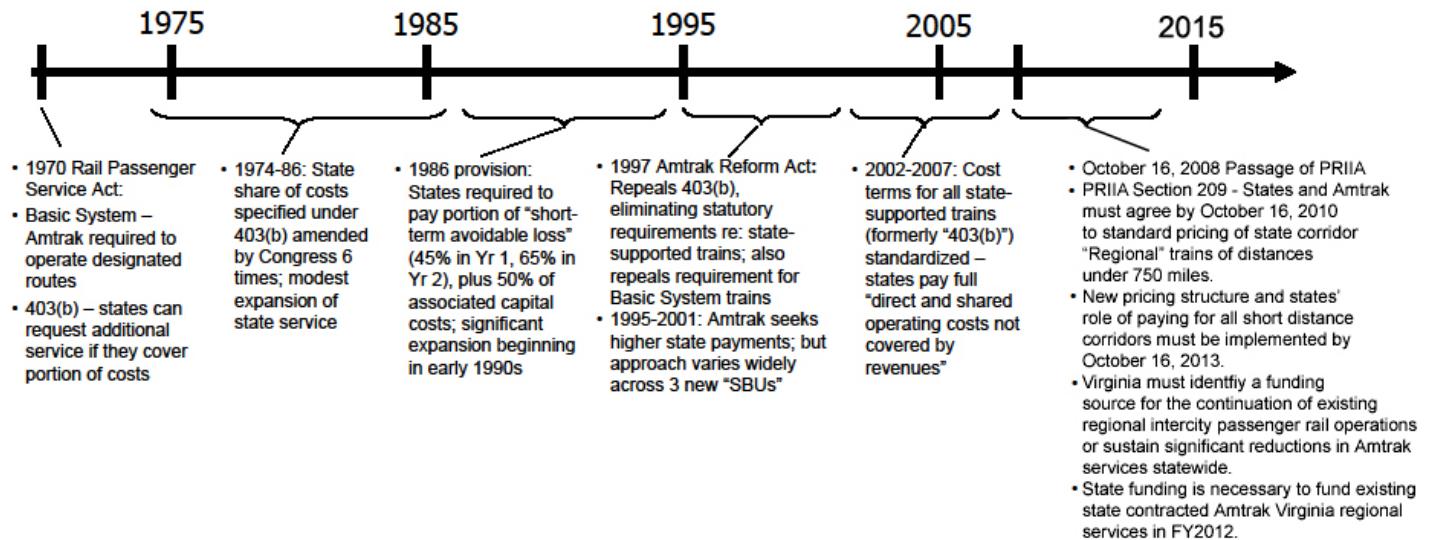 1975
1985
1995
2005
2015
• 1970 Rail Passenger
Service Act:
• Basic System –
Amtrak required to
operate designated
routes
• 403(b) – states can
request additional
service if they cover
portion of costs
• 1974-86: State
share of costs
specified under
403(b) amended
by Congress 6
times; modest
expansion of
state service
• 1986 provision:
States required to
pay portion of “short-
term avoidable loss”
(45% in Yr 1, 65% in
Yr 2), plus 50% of
associated capital
costs; significant
expansion beginning
in early 1990s
• 1997 Amtrak Reform Act:
Repeals 403(b),
eliminating statutory
requirements re: state-
supported trains; also
repeals requirement for
Basic System trains
• 1995-2001: Amtrak seeks
higher state payments; but
approach varies widely
across 3 new “SBUs”
• 2002-2007: Cost
terms for all state-
supported trains
(formerly “403(b)”)
standardized –
states pay full
“direct and shared
operating costs not
covered by
revenues”
• October 16, 2008 Passage of PRIIA
• PRIIA Section 209 - States and Amtrak
must agree by October 16, 2010
to standard pricing of state corridor
“Regional” trains of distances
under 750 miles.
• New pricing structure and states’
role of paying for all short distance
corridors must be implemented by
October 16, 2013.
• Virginia must identfiy a funding
source for the continuation of existing
regional intercity passenger rail operations
or sustain significant reductions in Amtrak
services statewide.
• State funding is necessary to fund existing
state contracted Amtrak Virginia regional
services in FY2012.